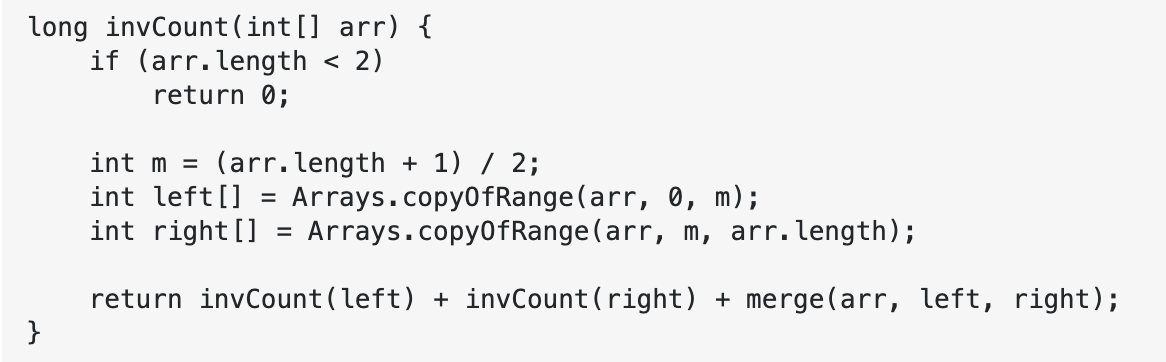 long invCount(int[] arr) {
    if (arr.length < 2)
        return 0;

    int m = (arr.length + 1) / 2;
    int left[] = Arrays.copyOfRange(arr, 0, m);
    int right[] = Arrays.copyOfRange(arr, m, arr.length);

    return invCount(left) + invCount(right) + merge(arr, left, right);
}